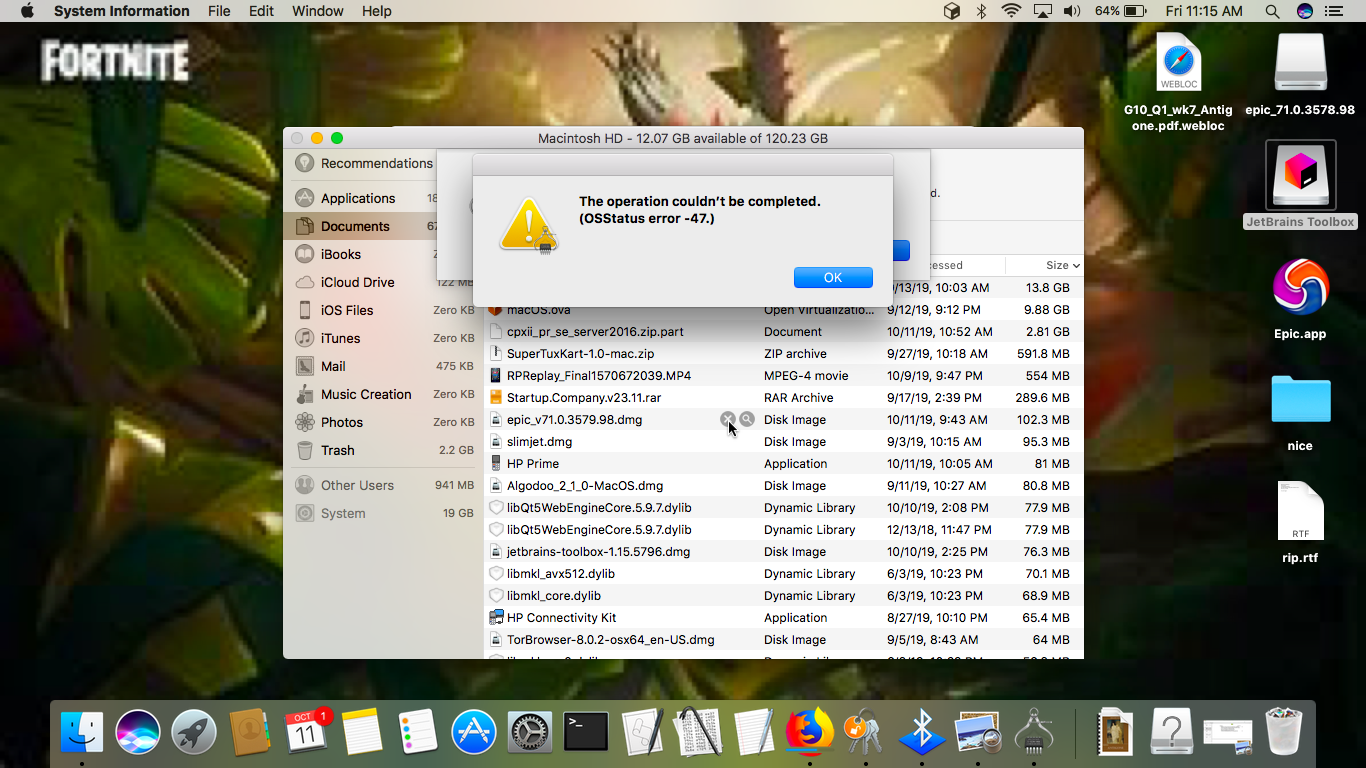 System Information File Edit Window Help 64% Fri 11:15 AM
FORTNITE
WEBLOC
G10_Q1_wk7_Antig
one.pdf.webloc
epic_71.0.3578.98
JetBrains Toolbox
Epic.app
nice
RTF
rip.rtf
Macintosh HD - 12.07 GB available of 120.23 GB
Recommendations
Applications 18
Documents 67
iBooks Z
iCloud Drive 122 MB
iOS Files Zero KB
iTunes Zero KB
Mail 475 KB
Music Creation Zero KB
Photos Zero KB
Trash 2.2 GB
Other Users 941 MB
System 19 GB
The operation couldn’t be completed.
(OSStatus error -47.)
OK
d.
cessed Size
9/13/19, 10:03 AM 13.8 GB
macOS.ova Open Virtualizatio... 9/12/19, 9:12 PM 9.88 GB
cpxii_pr_se_server2016.zip.part Document 10/11/19, 10:52 AM 2.81 GB
SuperTuxKart-1.0-mac.zip ZIP archive 9/27/19, 10:18 AM 591.8 MB
RPReplay_Final1570672039.MP4 MPEG-4 movie 10/9/19, 9:47 PM 554 MB
Startup.Company.v23.11.rar RAR Archive 9/17/19, 2:39 PM 289.6 MB
epic_v71.0.3579.98.dmg Disk Image 10/11/19, 9:43 AM 102.3 MB
slimjet.dmg Disk Image 9/3/19, 10:15 AM 95.3 MB
HP Prime Application 10/11/19, 10:05 AM 81 MB
Algodoo_2_1_0-MacOS.dmg Disk Image 9/11/19, 10:27 AM 80.8 MB
libQt5WebEngineCore.5.9.7.dylib Dynamic Library 10/10/19, 2:08 PM 77.9 MB
libQt5WebEngineCore.5.9.7.dylib Dynamic Library 12/13/18, 11:47 PM 77.9 MB
jetbrains-toolbox-1.15.5796.dmg Disk Image 10/10/19, 2:25 PM 76.3 MB
libmkl_avx512.dylib Dynamic Library 6/3/19, 10:23 PM 70.1 MB
libmkl_core.dylib Dynamic Library 6/3/19, 10:23 PM 68.9 MB
HP Connectivity Kit Application 8/27/19, 10:10 PM 65.4 MB
TorBrowser-8.0.2-osx64_en-US.dmg Disk Image 9/5/19, 8:43 AM 64 MB
OCT 1
11